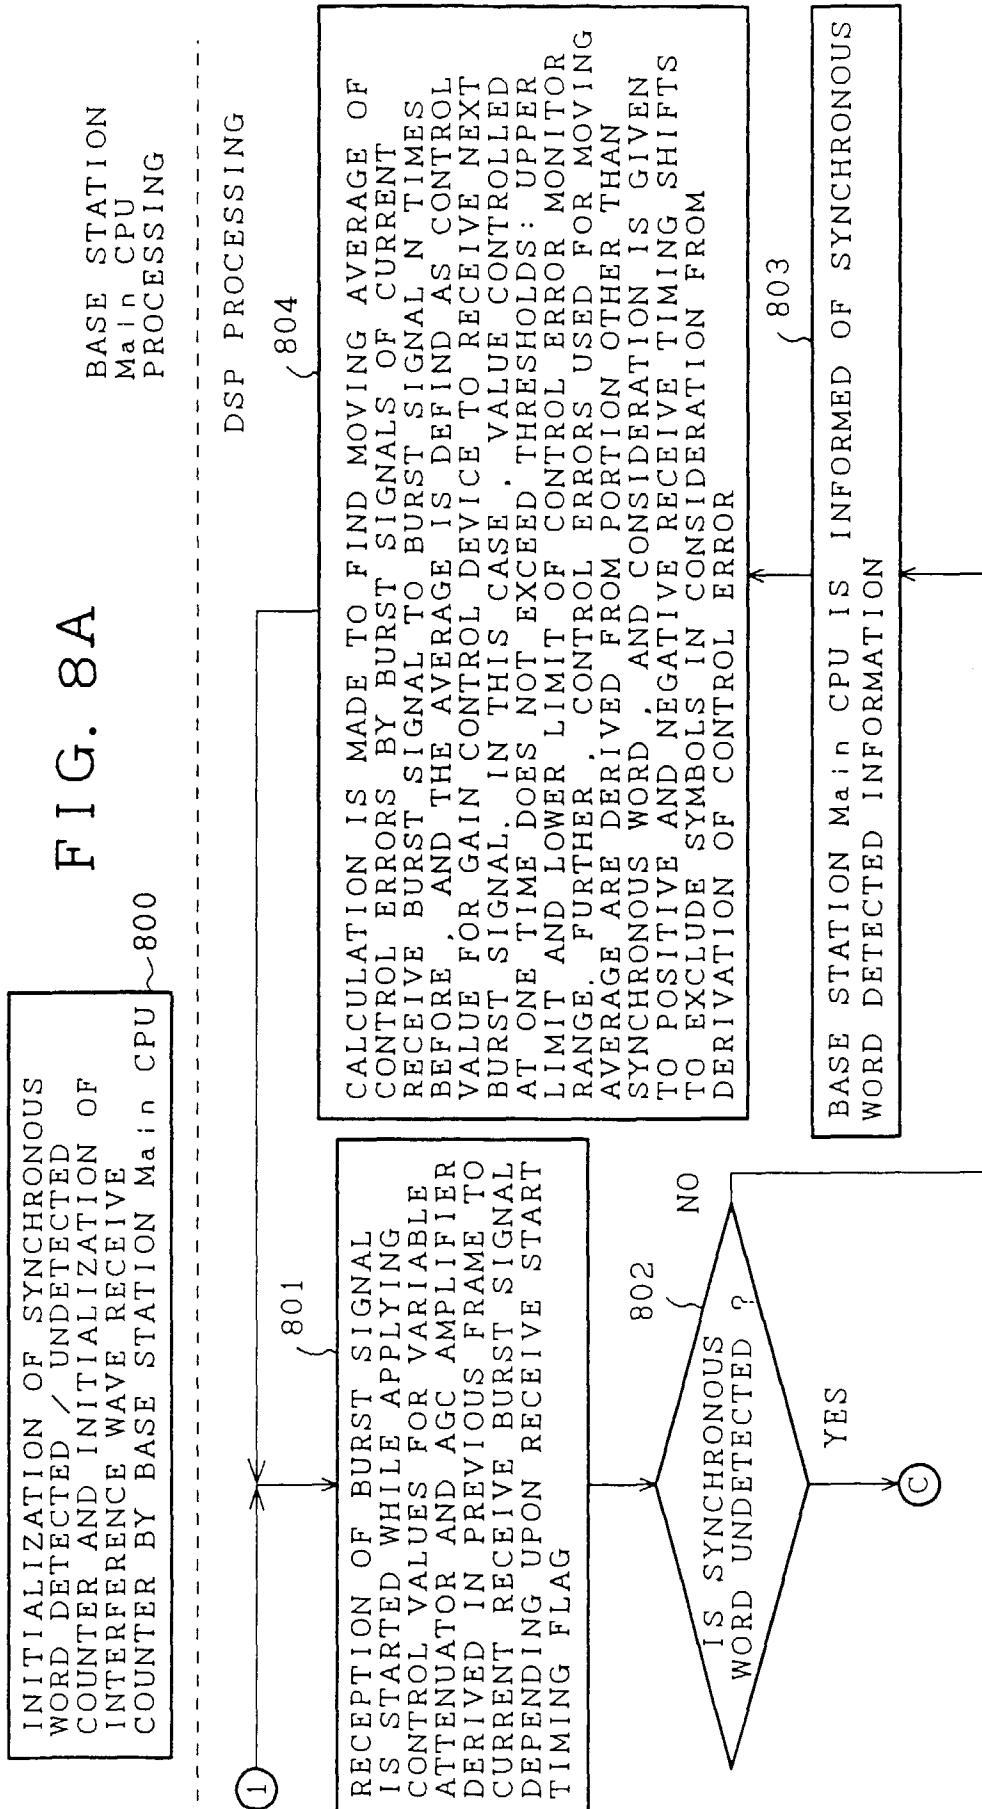 FIG. 8A
INITIALIZATION OF SYNCHRONOUS
WORD DETECTED / UNDETECTED
COUNTER AND INITIALIZATION OF
INTERFERENCE WAVE RECEIVE
COUNTER BY BASE STATION Main CPU
800
BASE STATION
Main CPU
PROCESSING
DSP PROCESSING
1
801
RECEPTION OF BURST SIGNAL
IS STARTED WHILE APPLYING
CONTROL VALUES FOR VARIABLE
ATTENUATOR AND AGC AMPLIFIER
DERIVED IN PREVIOUS FRAME TO
CURRENT RECEIVE BURST SIGNAL
DEPENDING UPON RECEIVE START
TIMING FLAG
804
CALCULATION IS MADE TO FIND MOVING AVERAGE OF
CONTROL ERRORS BY BURST SIGNALS OF CURRENT
RECEIVE BURST SIGNAL TO BURST SIGNAL N TIMES
BEFORE , AND THE AVERAGE IS DEFIND AS CONTROL
VALUE FOR GAIN CONTROL DEVICE TO RECEIVE NEXT
BURST SIGNAL. IN THIS CASE , VALUE CONTROLLED
AT ONE TIME DOES NOT EXCEED THRESHOLDS: UPPER
LIMIT AND LOWER LIMIT OF CONTROL ERROR MONITOR
RANGE. FURTHER , CONTROL ERRORS USED FOR MOVING
AVERAGE ARE DERIVED FROM PORTION OTHER THAN
SYNCHRONOUS WORD , AND CONSIDERATION IS GIVEN
TO POSITIVE AND NEGATIVE RECEIVE TIMING SHIFTS
TO EXCLUDE SYMBOLS IN CONSIDERATION FROM
DERIVATION OF CONTROL ERROR
802
IS SYNCHRONOUS
WORD UNDETECTED ?
NO
YES
C
803
BASE STATION Main CPU IS INFORMED OF SYNCHRONOUS
WORD DETECTED INFORMATION